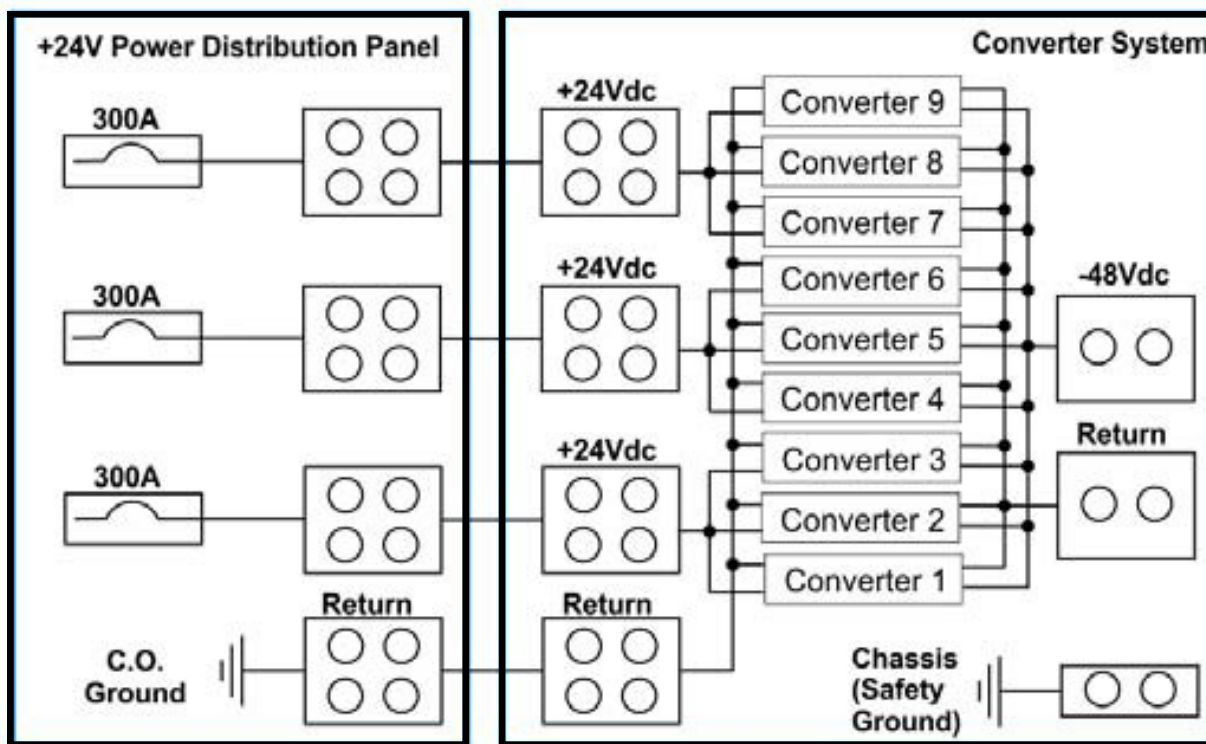 +24V Power Distribution Panel
300A
300A
300A
Return
C.O.
Ground
Converter System
+24Vdc
+24Vdc
+24Vdc
Return
Converter 9
Converter 8
Converter 7
Converter 6
Converter 5
Converter 4
Converter 3
Converter 2
Converter 1
-48Vdc
Return
Chassis
(Safety
Ground)